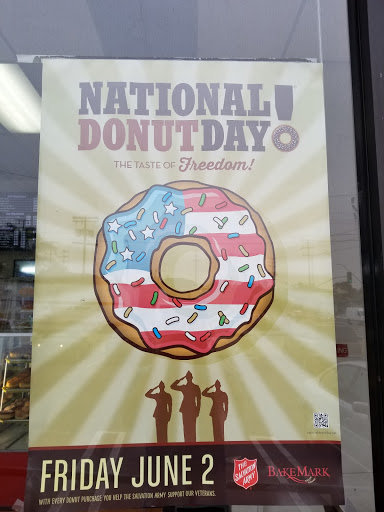 NATIONAL!
DONUT DAY
THE TASTE OF Freedom!
FRIDAY JUNE 2
WITH EVERY DONUT PURCHASE YOU HELP THE SALVATION ARMY SUPPORT OUR VETERANS.
THE
SALVATION
ARMY
BAKEMARK